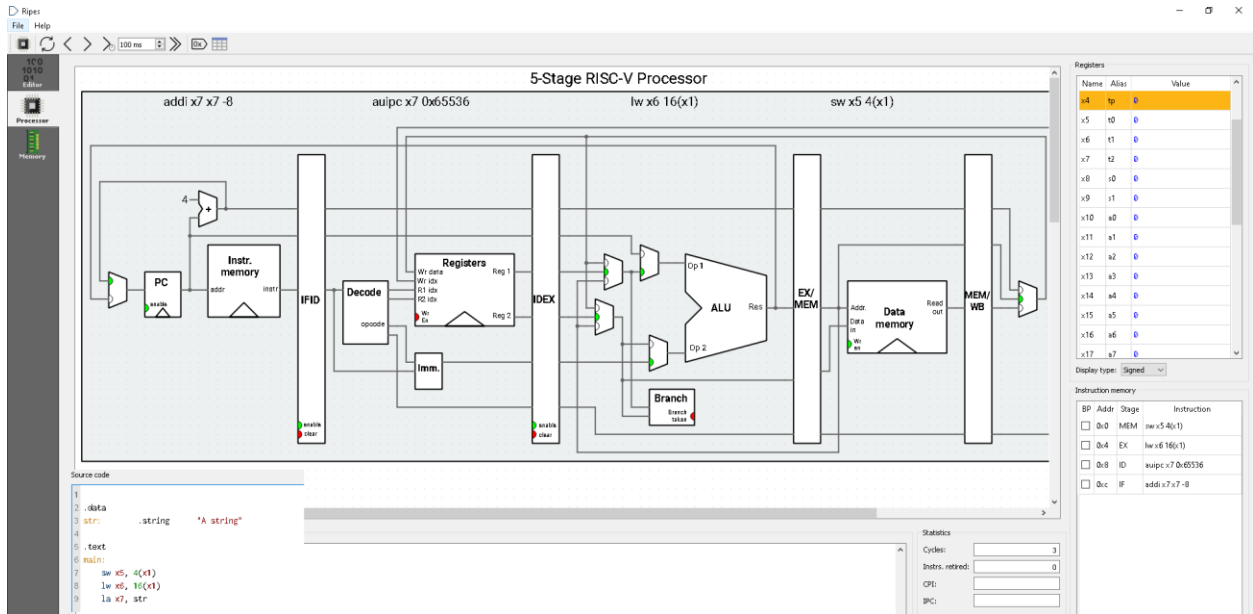 Ripes
File Help
100 ms
0x
Editor
Processor
Memory
5-Stage RISC-V Processor
addi x7 x7 -8 auipc x7 0x65536 lw x6 16(x1) sw x5 4(x1)
4
+
PC
enable
Instr. memory
addr instr
IFID
enable
clear
Decode
opcode
Registers
Wr data
Wr idx
R1 idx
R2 idx
Wr En
Reg 1
Reg 2
Imm.
IDEX
enable
clear
Op 1
Op 2
ALU
Res
Branch
Branch taken
EX/MEM
Addr.
Data in
Wr en
Data memory
Read out
MEM/WB
Registers
Name Alias Value
x4 tp 0
x5 t0 0
x6 t1 0
x7 t2 0
x8 s0 0
x9 s1 0
x10 a0 0
x11 a1 0
x12 a2 0
x13 a3 0
x14 a4 0
x15 a5 0
x16 a6 0
x17 a7 0
Display type: Signed
Instruction memory
BP Addr Stage Instruction
0x0 MEM sw x5 4(x1)
0x4 EX lw x6 16(x1)
0x8 ID auipc x7 0x65536
0xc IF addi x7 x7 -8
Source code
1
2 .data
3 str: .string "A string"
4
5 .text
6 main:
7 sw x5, 4(x1)
8 lw x6, 16(x1)
9 la x7, str
Statistics
Cycles: 3
Instrs. retired: 0
CPI:
IPC: